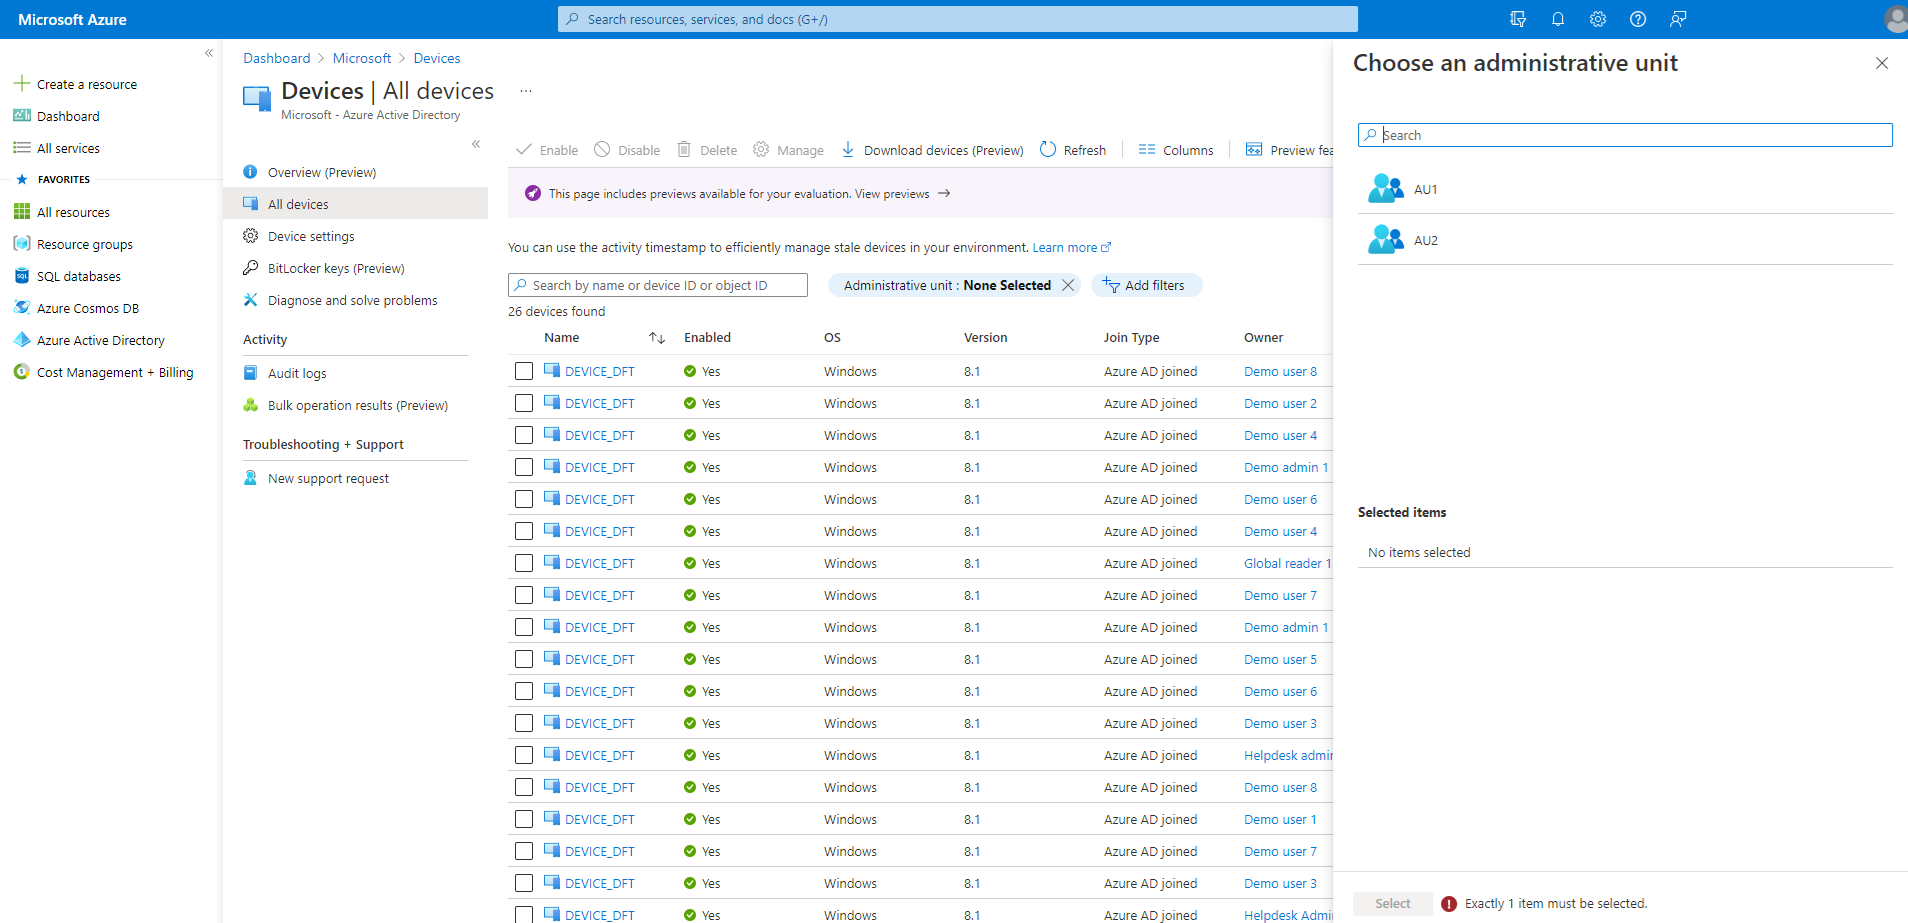 Microsoft Azure
Search resources, services, and docs (G+/)
Create a resource
Dashboard
All services
FAVORITES
All resources
Resource groups
SQL databases
Azure Cosmos DB
Azure Active Directory
Cost Management + Billing
Dashboard > Microsoft > Devices
Devices | All devices ...
Microsoft - Azure Active Directory
Overview (Preview)
All devices
Device settings
BitLocker keys (Preview)
Diagnose and solve problems
Activity
Audit logs
Bulk operation results (Preview)
Troubleshooting + Support
New support request
Enable Disable Delete Manage Download devices (Preview) Refresh Columns Preview fea
This page includes previews available for your evaluation. View previews →
You can use the activity timestamp to efficiently manage stale devices in your environment. Learn more
Search by name or device ID or object ID
Administrative unit : None Selected
Add filters
26 devices found
Name Enabled OS Version Join Type Owner
DEVICE_DFT Yes Windows 8.1 Azure AD joined Demo user 8
DEVICE_DFT Yes Windows 8.1 Azure AD joined Demo user 2
DEVICE_DFT Yes Windows 8.1 Azure AD joined Demo user 4
DEVICE_DFT Yes Windows 8.1 Azure AD joined Demo admin 1
DEVICE_DFT Yes Windows 8.1 Azure AD joined Demo user 6
DEVICE_DFT Yes Windows 8.1 Azure AD joined Demo user 4
DEVICE_DFT Yes Windows 8.1 Azure AD joined Global reader 1
DEVICE_DFT Yes Windows 8.1 Azure AD joined Demo user 7
DEVICE_DFT Yes Windows 8.1 Azure AD joined Demo admin 1
DEVICE_DFT Yes Windows 8.1 Azure AD joined Demo user 5
DEVICE_DFT Yes Windows 8.1 Azure AD joined Demo user 6
DEVICE_DFT Yes Windows 8.1 Azure AD joined Demo user 3
DEVICE_DFT Yes Windows 8.1 Azure AD joined Helpdesk admin
DEVICE_DFT Yes Windows 8.1 Azure AD joined Demo user 8
DEVICE_DFT Yes Windows 8.1 Azure AD joined Demo user 1
DEVICE_DFT Yes Windows 8.1 Azure AD joined Demo user 7
DEVICE_DFT Yes Windows 8.1 Azure AD joined Demo user 3
DEVICE_DFT Yes Windows 8.1 Azure AD joined Helpdesk Admi
Choose an administrative unit
Search
AU1
AU2
Selected items
No items selected
Select
Exactly 1 item must be selected.